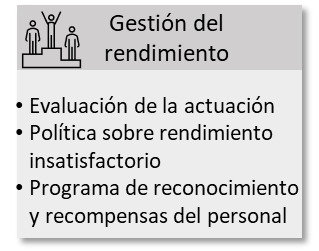 Gestión del
rendimiento
• Evaluación de la actuación
• Política sobre rendimiento
insatisfactorio
• Programa de reconocimiento
y recompensas del personal